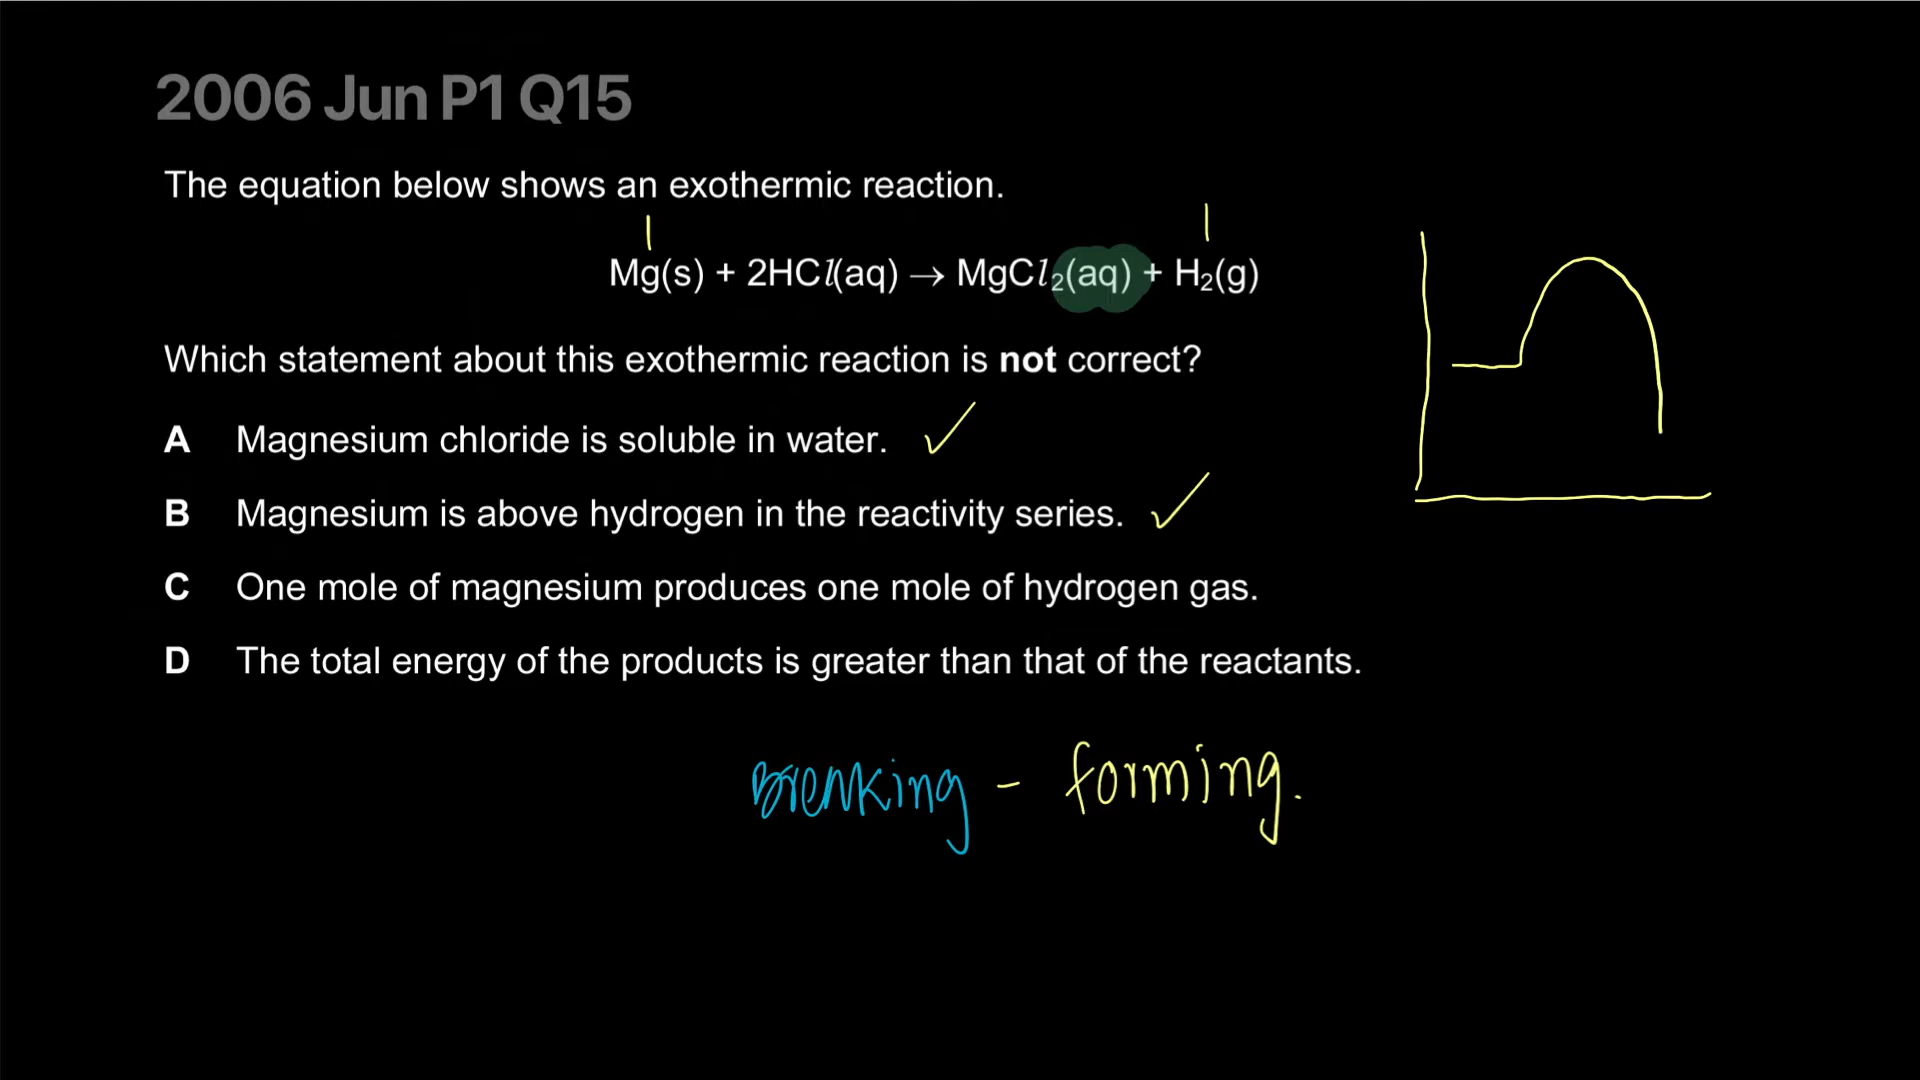 2006 Jun P1 Q15
The equation below shows an exothermic reaction.
Mg(s) + 2HCl(aq) → MgCl₂(aq) + H₂(g)
Which statement about this exothermic reaction is not correct?
A Magnesium chloride is soluble in water.
B Magnesium is above hydrogen in the reactivity series.
C One mole of magnesium produces one mole of hydrogen gas.
D The total energy of the products is greater than that of the reactants.
Breaking - forming.